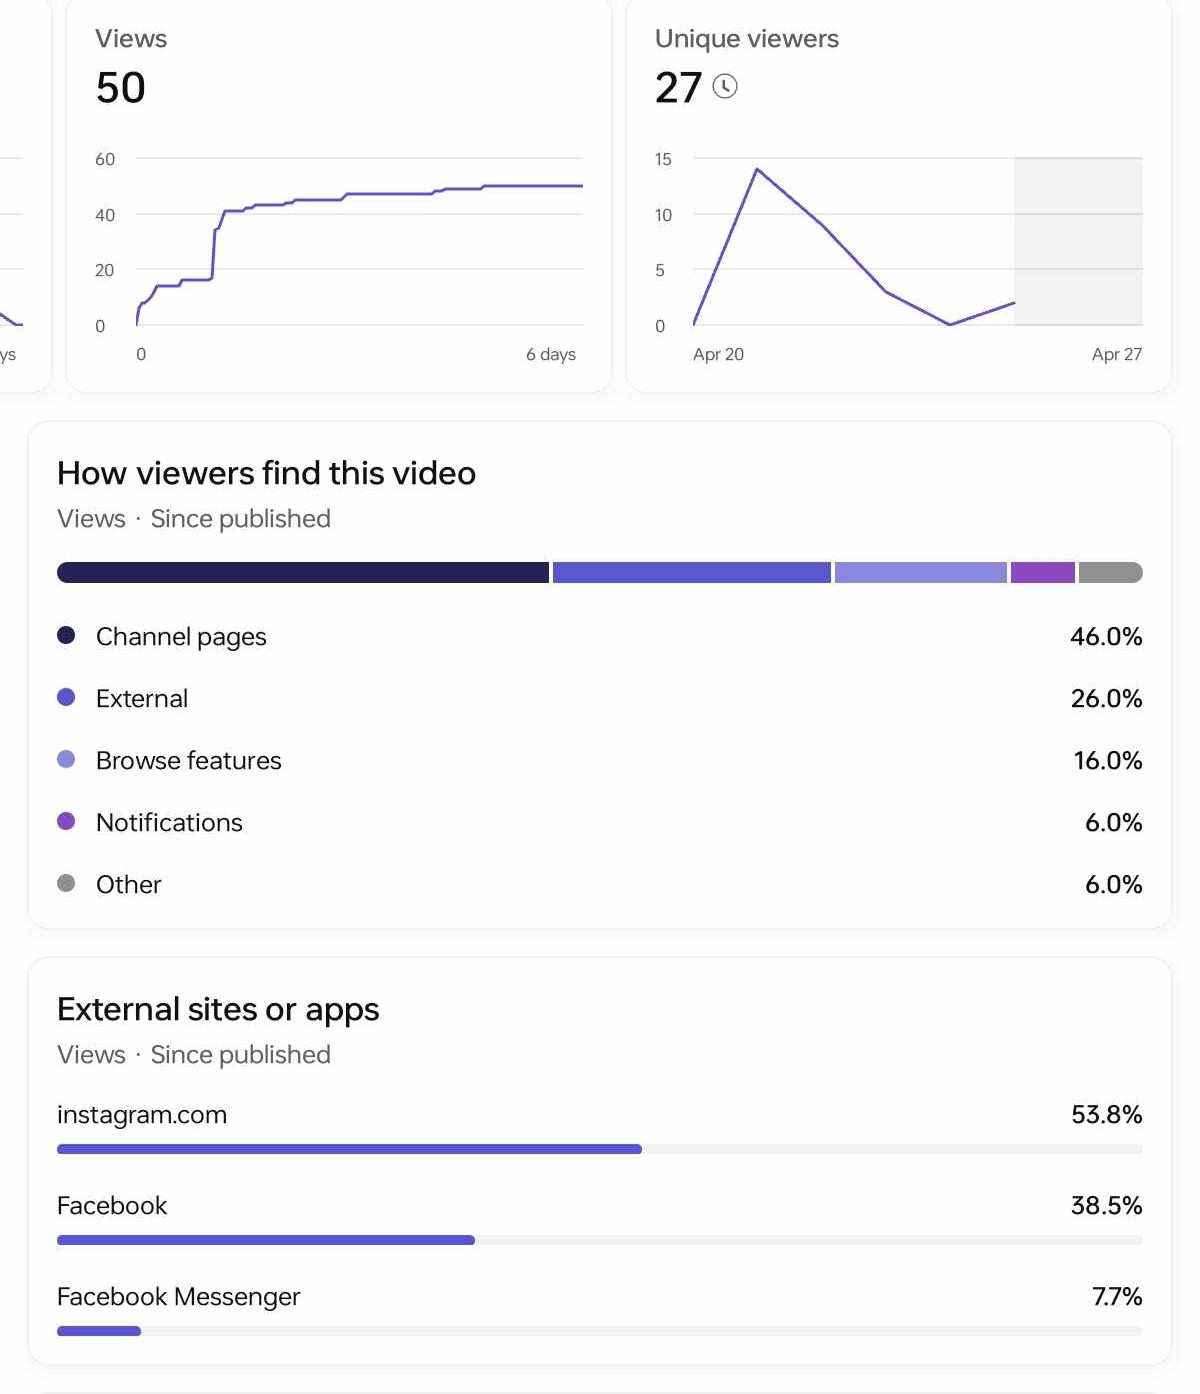 ys
Views
50
60
40
20
0
0
6 days
Unique viewers
27
15
10
5
0
Apr 20
Apr 27
How viewers find this video
Views · Since published
Channel pages 46.0%
External 26.0%
Browse features 16.0%
Notifications 6.0%
Other 6.0%
External sites or apps
Views · Since published
instagram.com 53.8%
Facebook 38.5%
Facebook Messenger 7.7%